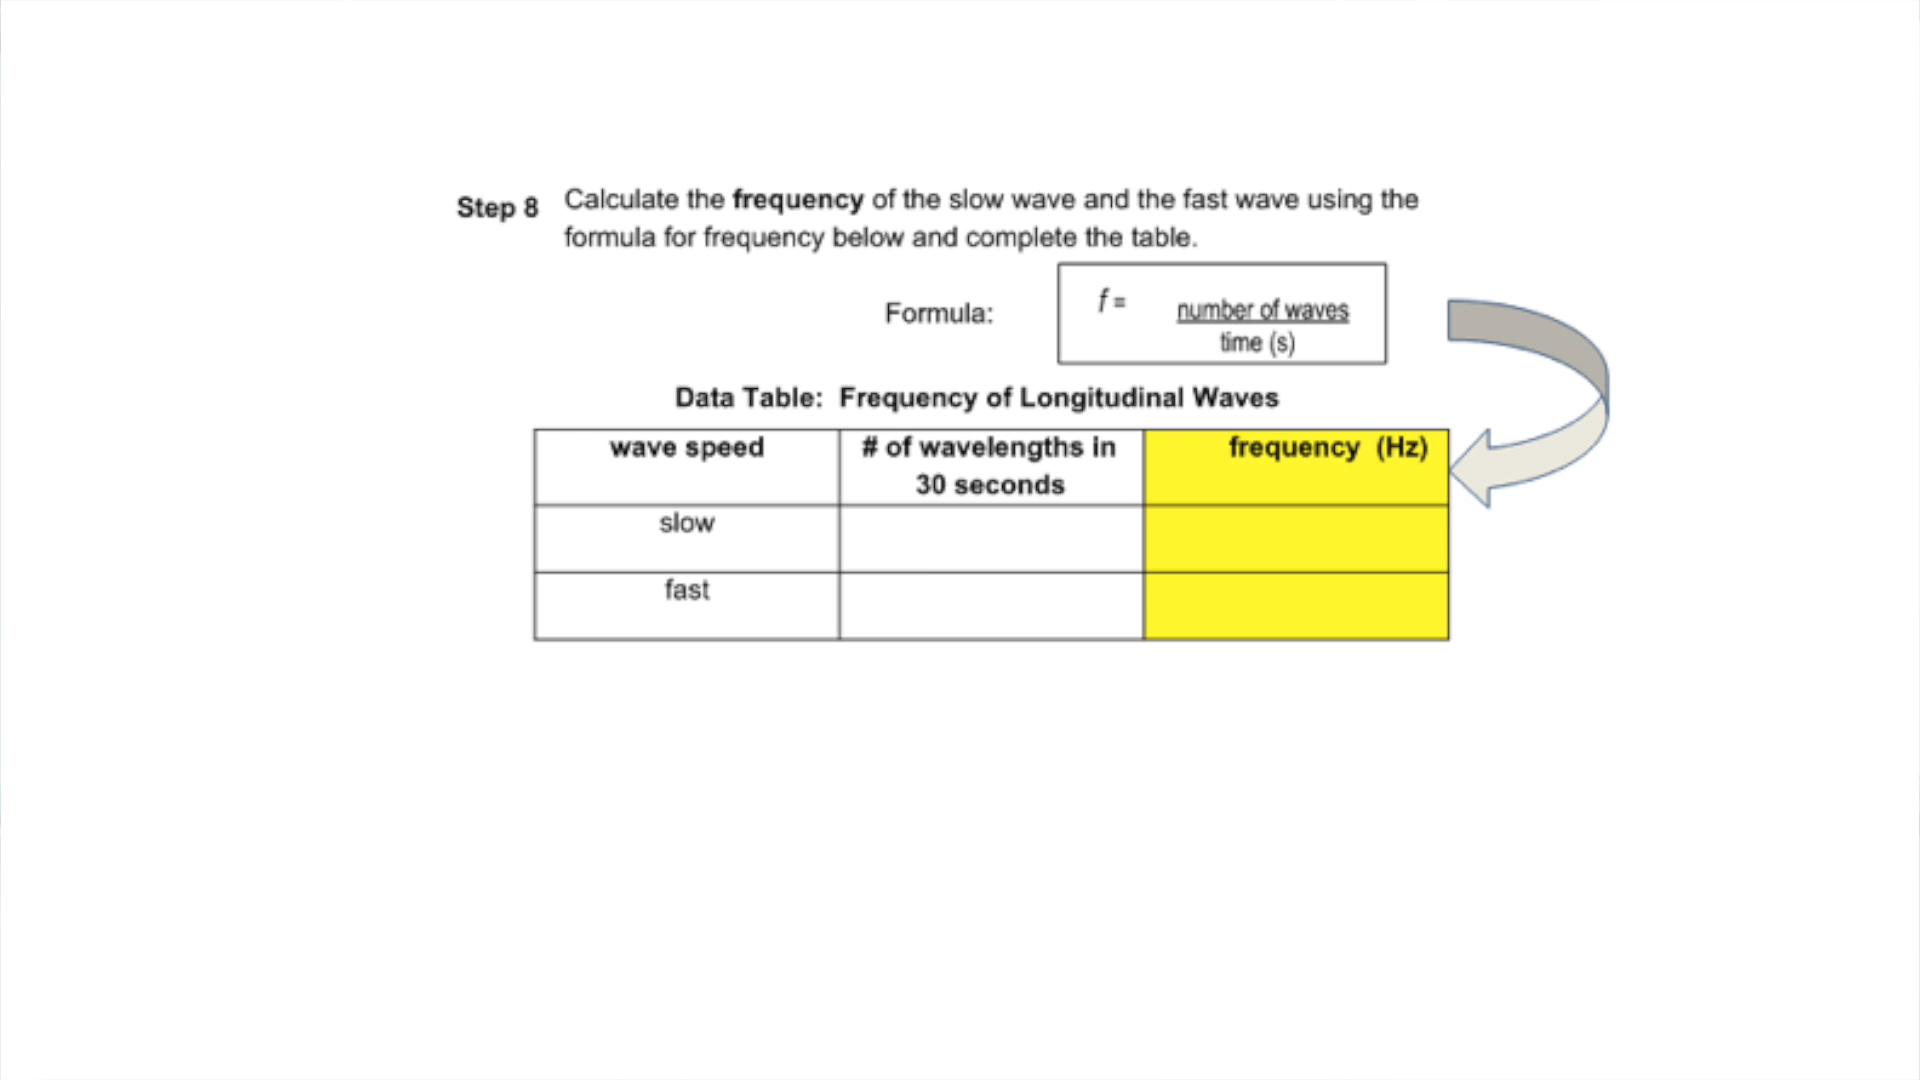 Step 8 Calculate the frequency of the slow wave and the fast wave using the
formula for frequency below and complete the table.
Formula: f = number of waves
time (s)
Data Table: Frequency of Longitudinal Waves
wave speed # of wavelengths in frequency (Hz)
30 seconds
slow
fast